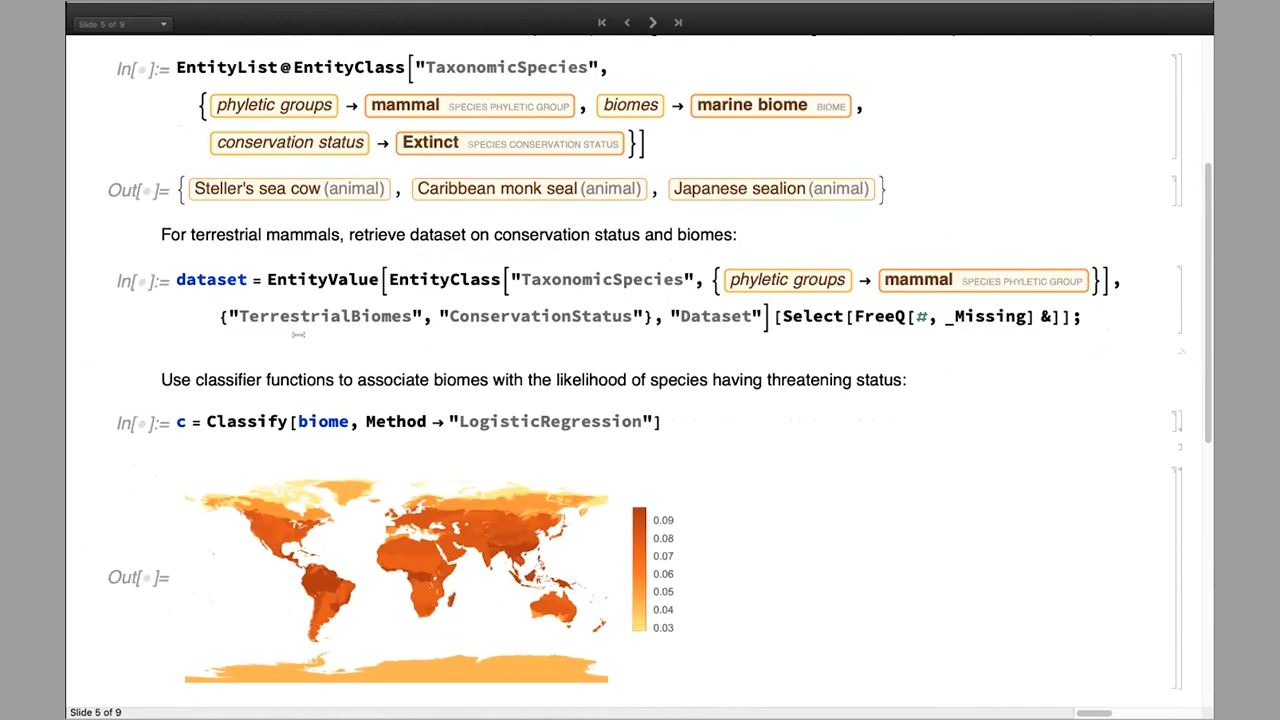 Slide 5 of 9
In[•]:= EntityList@EntityClass["TaxonomicSpecies",
{phyletic groups → mammal SPECIES PHYLETIC GROUP , biomes → marine biome BIOME ,
conservation status → Extinct SPECIES CONSERVATION STATUS }]
Out[•]= { Steller's sea cow (animal) , Caribbean monk seal (animal) , Japanese sealion (animal) }
For terrestrial mammals, retrieve dataset on conservation status and biomes:
In[•]:= dataset = EntityValue[EntityClass["TaxonomicSpecies", { phyletic groups → mammal SPECIES PHYLETIC GROUP }],
{"TerrestrialBiomes", "ConservationStatus"}, "Dataset"][Select[FreeQ[#, _Missing] &]];
Use classifier functions to associate biomes with the likelihood of species having threatening status:
In[•]:= c = Classify[biome, Method → "LogisticRegression"]
Out[•]=
0.09
0.08
0.07
0.06
0.05
0.04
0.03
Slide 5 of 9